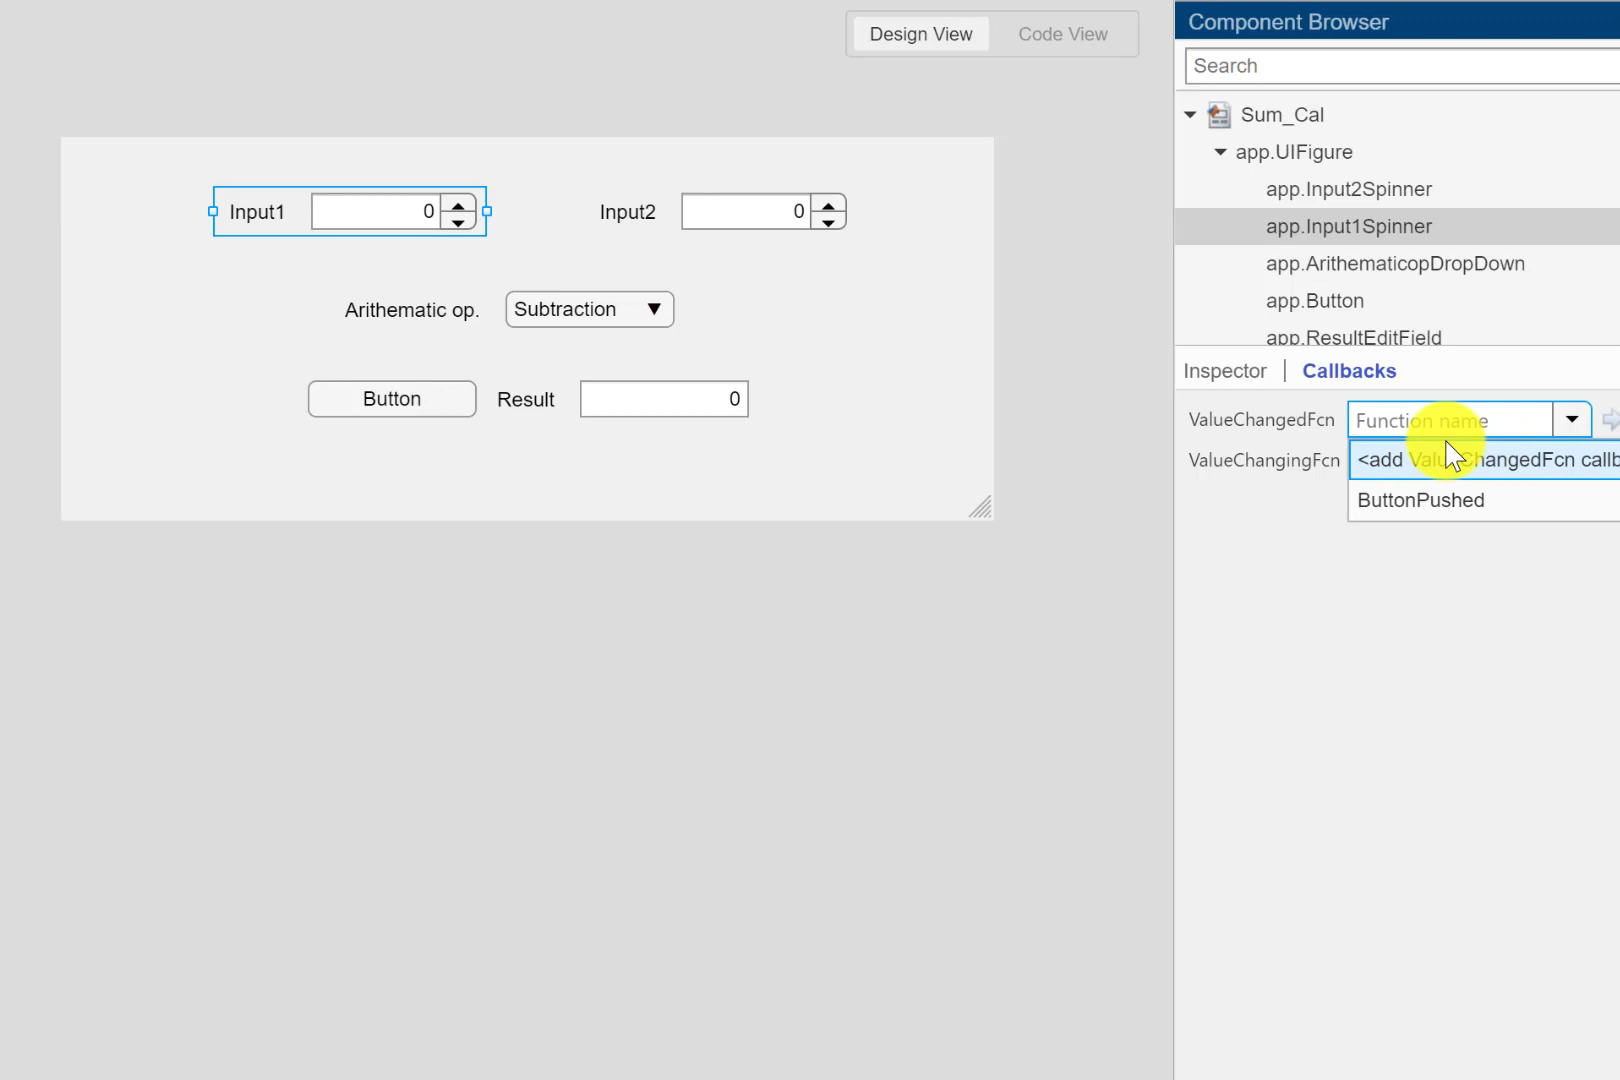 Design View
Code View
Component Browser
Search
Sum_Cal
app.UIFigure
app.Input2Spinner
app.Input1Spinner
app.ArithematicopDropDown
app.Button
app.ResultEditField
Inspector
Callbacks
ValueChangedFcn
Function name
ValueChangingFcn
<add ValueChangedFcn callb
ButtonPushed
Input1
0
Input2
0
Arithematic op.
Subtraction
Button
Result
0